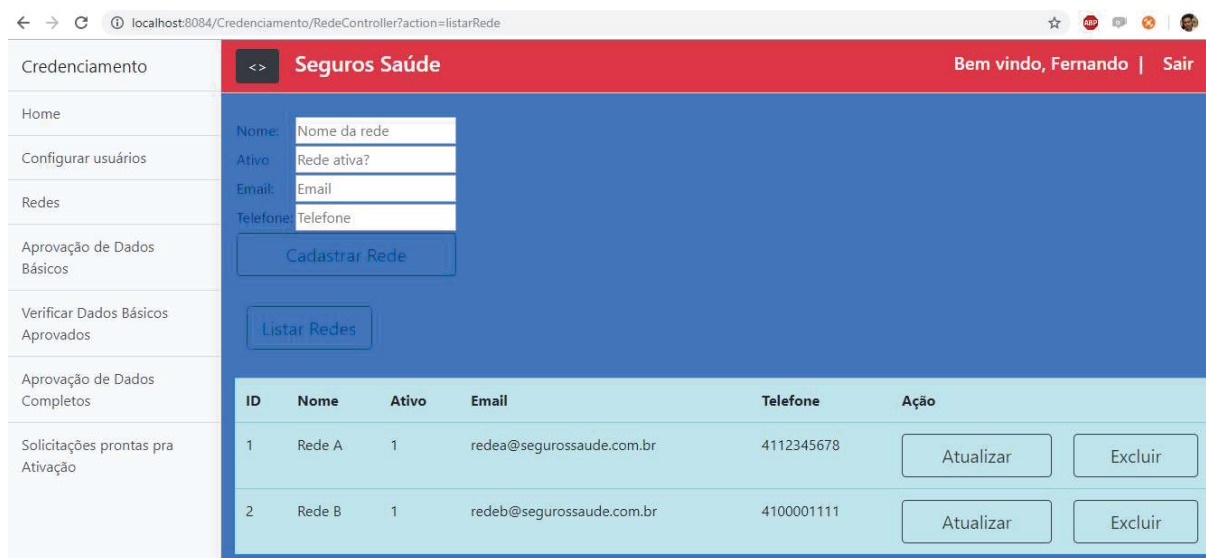 localhost:8084/Credenciamento/RedeController?action=listarRede
ABP
Credenciamento
<> Seguros Saúde
Bem vindo, Fernando | Sair
Home
Configurar usuários
Redes
Aprovação de Dados
Básicos
Verificar Dados Básicos
Aprovados
Aprovação de Dados
Completos
Solicitações prontas pra
Ativação
Nome: Nome da rede
Ativo Rede ativa?
Email: Email
Telefone: Telefone
Cadastrar Rede
Listar Redes
ID Nome Ativo Email Telefone Ação
1 Rede A 1 redea@segurossaude.com.br 4112345678 Atualizar Excluir
2 Rede B 1 redeb@segurossaude.com.br 4100001111 Atualizar Excluir